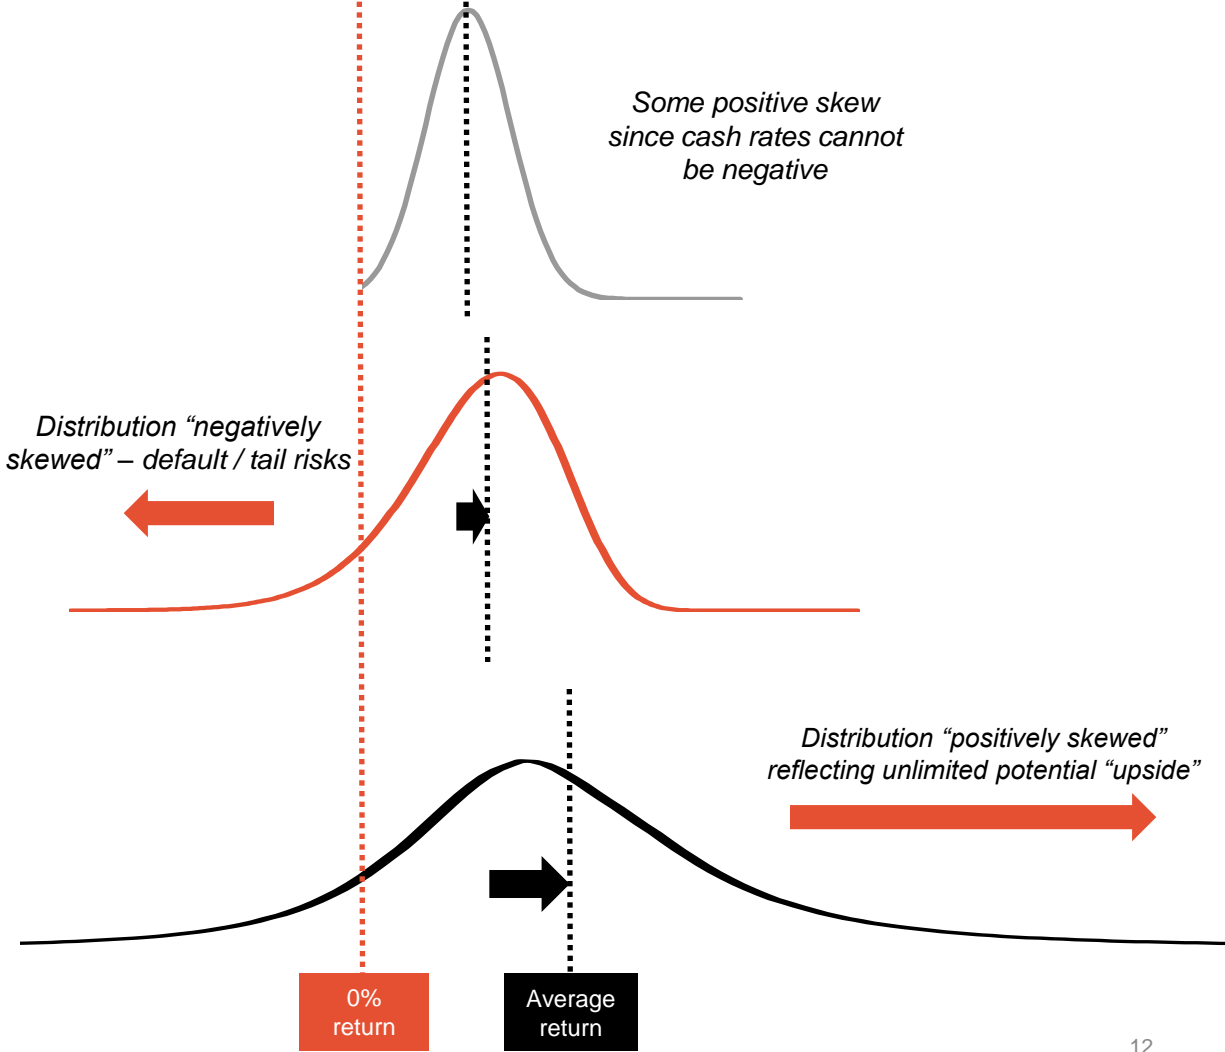 Some positive skew
since cash rates cannot
be negative
Distribution “negatively
skewed” – default / tail risks
Distribution “positively skewed”
reflecting unlimited potential “upside”
0%
return
Average
return
12